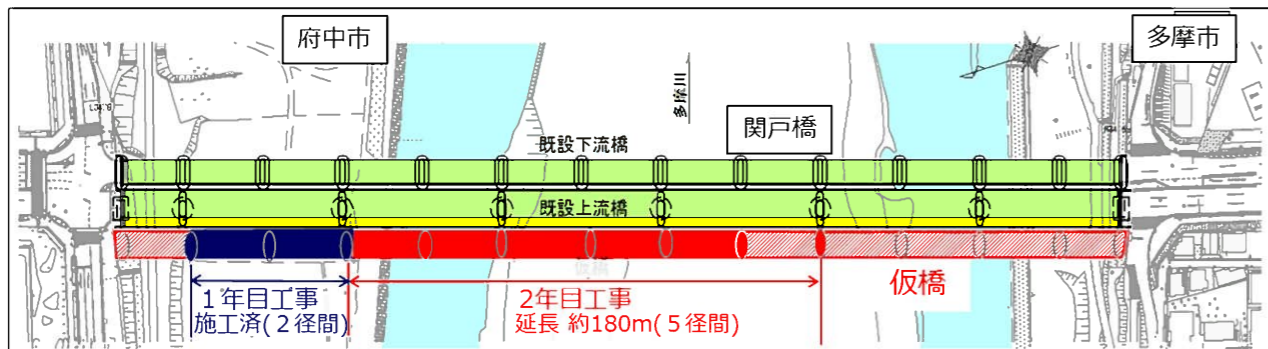 府中市
多摩市
多摩川
関戸橋
既設下流橋
既設上流橋
仮橋
仮橋
1年目工事
施工済(2径間)
2年目工事
延長 約180m(5径間)